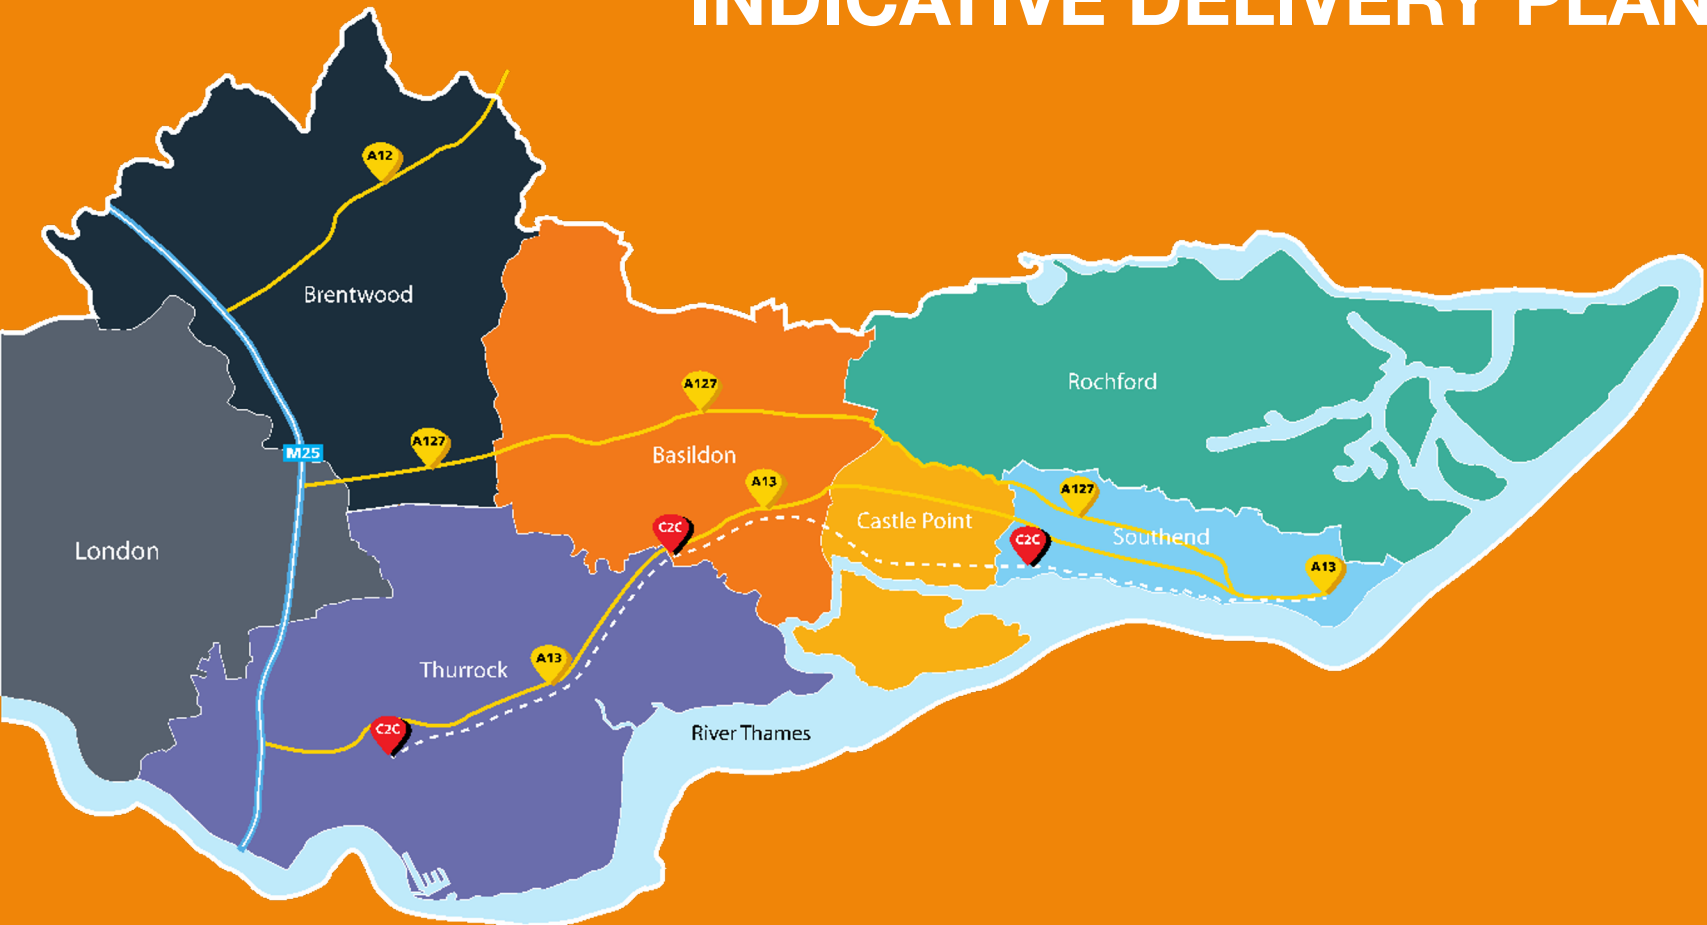 INDICATIVE DELIVERY PLAN
A12
Brentwood
A127
Rochford
A127
M25
Basildon
A13
A127
Castle Point
C2C
Southend
C2C
London
A13
A13
Thurrock
C2C
River Thames